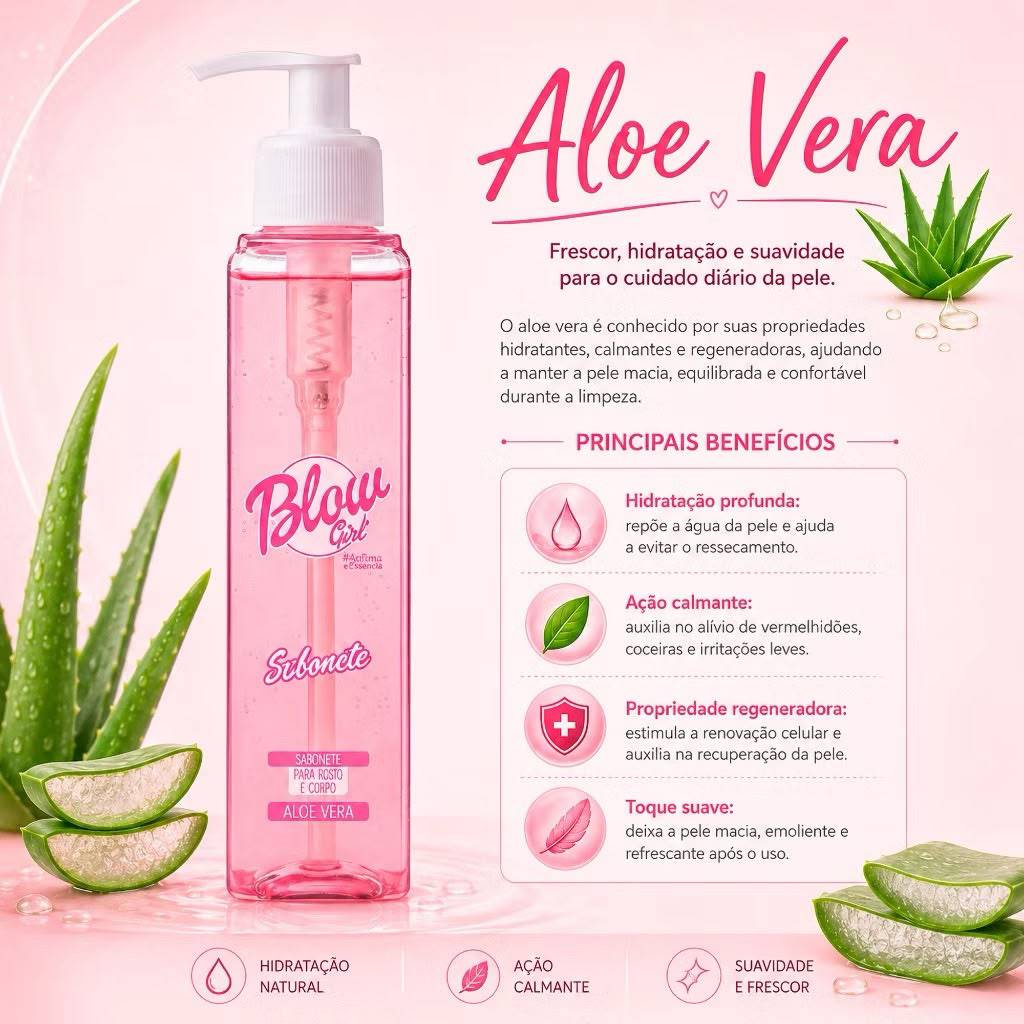 Aloe Vera
Frescor, hidratação e suavidade
para o cuidado diário da pele.
O aloe vera é conhecido por suas propriedades
hidratantes, calmantes e regeneradoras, ajudando
a manter a pele macia, equilibrada e confortável
durante a limpeza.
PRINCIPAIS BENEFÍCIOS
Hidratação profunda:
repõe a água da pele e ajuda
a evitar o ressecamento.
Ação calmante:
auxilia no alívio de vermelhidões,
coceiras e irritações leves.
Propriedade regeneradora:
estimula a renovação celular e
auxilia na recuperação da pele.
Toque suave:
deixa a pele macia, emoliente e
refrescante após o uso.
Blow
Girl
SABONETE
PARA ROSTO
E CORPO
ALOE VERA
HIDRATAÇÃO
NATURAL
AÇÃO
CALMANTE
SUAVIDADE
E FRESCOR